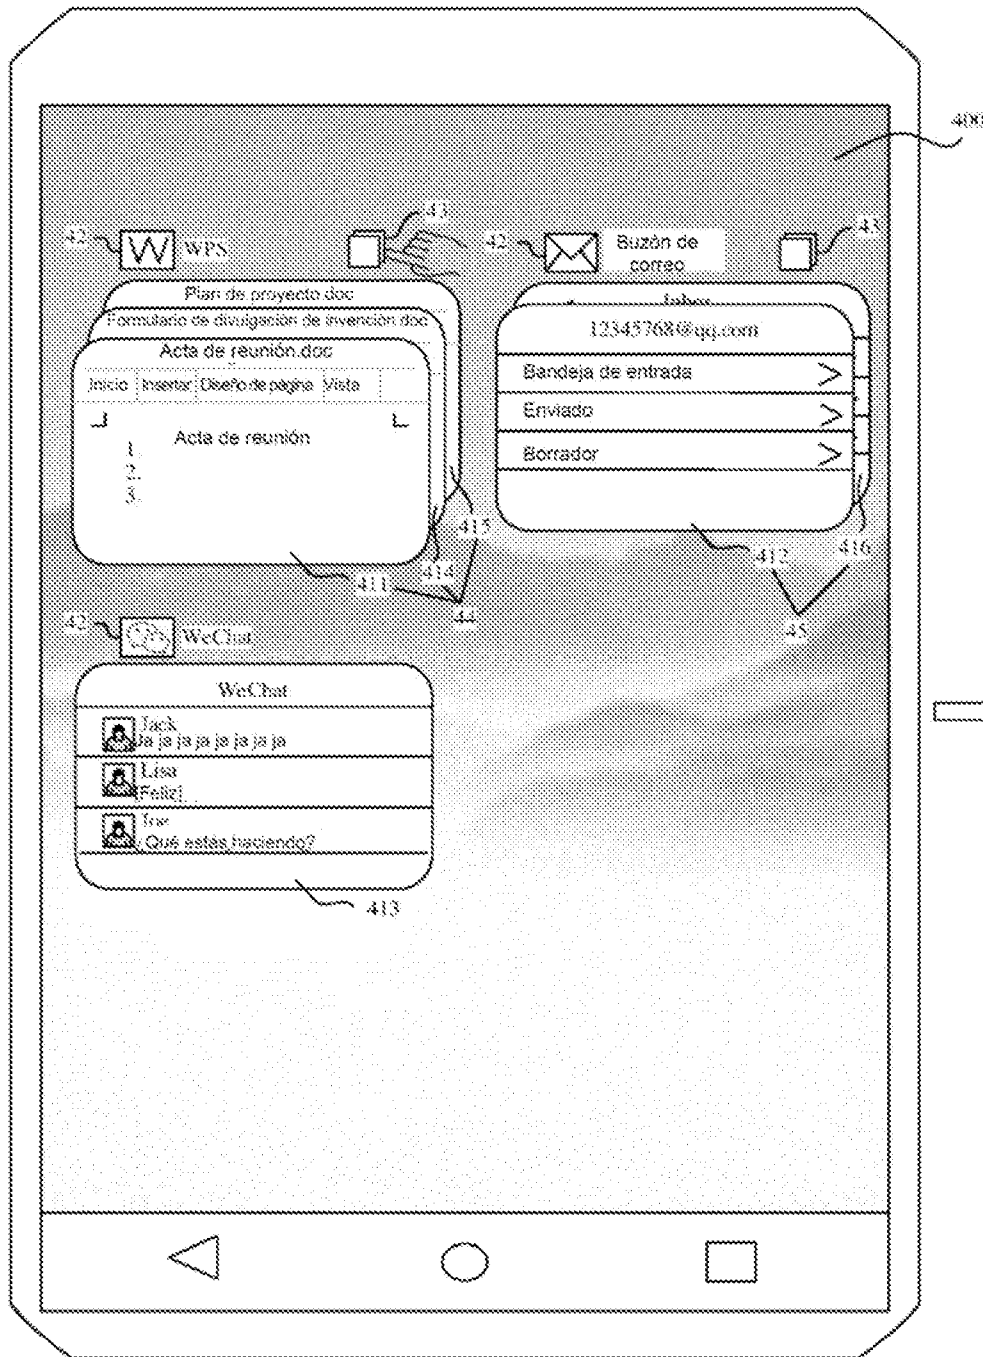 400
42
WPS
43
42
Buzón de
correo
43
Plan de proyecto.doc
Formulario de divulgación de invención.doc
Acta de reunión.doc
Inicio Insertar Diseño de página Vista
Acta de reunión
1.
2.
3.
Inbox
12345768@qq.com
Bandeja de entrada
Enviado
Borrador
415
414
411
44
412
416
45
42
WeChat
WeChat
Jack
Ja ja ja ja ja ja ja ja
Lisa
[Feliz]
¿Qué estás haciendo?
413